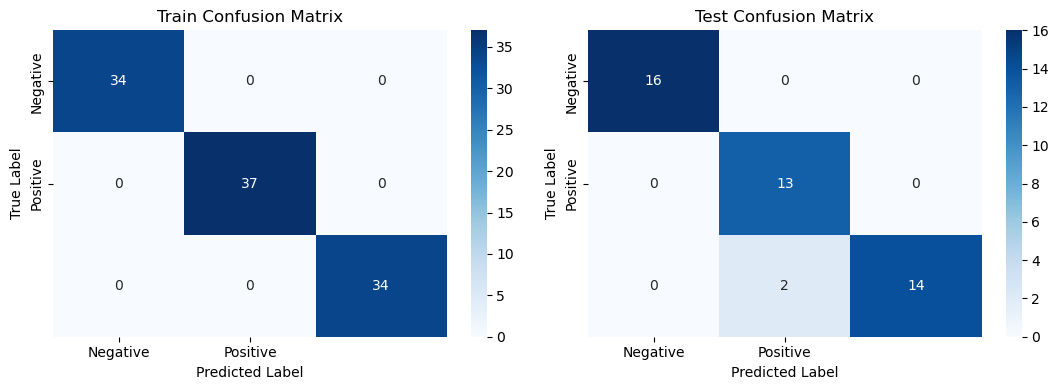 Train Confusion Matrix
True Label
Negative
Positive
34 0 0
0 37 0
0 0 34
Negative Positive
Predicted Label
35
30
25
20
15
10
5
0
Test Confusion Matrix
True Label
Negative
Positive
16 0 0
0 13 0
0 2 14
Negative Positive
Predicted Label
16
14
12
10
8
6
4
2
0